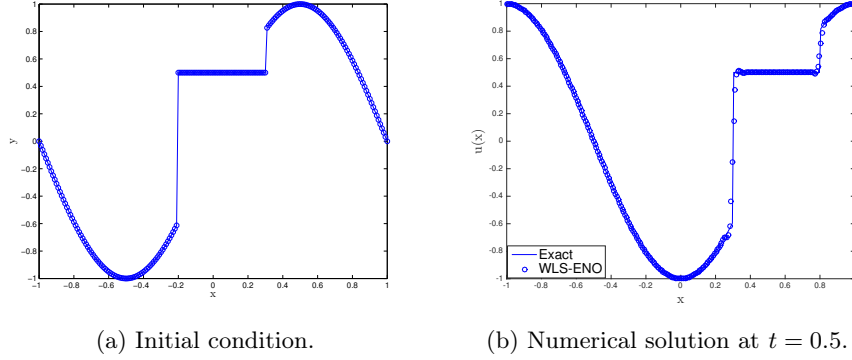 1
0.8
0.6
0.4
0.2
0
−0.2
−0.4
−0.6
−0.8
−1
y
−1 −0.8 −0.6 −0.4 −0.2 0 0.2 0.4 0.6 0.8 1
x
(a) Initial condition.
1
0.8
0.6
0.4
0.2
0
-0.2
-0.4
-0.6
-0.8
-1
u(x)
Exact
WLS-ENO
-1 -0.8 -0.6 -0.4 -0.2 0 0.2 0.4 0.6 0.8 1
x
(b) Numerical solution at t = 0.5.